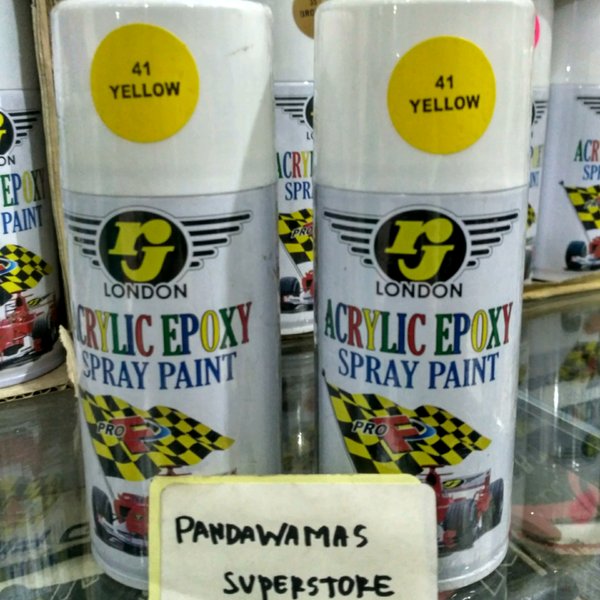 41
YELLOW
41
YELLOW
rj
LONDON
ACRYLIC EPOXY
SPRAY PAINT
PRO
rj
LONDON
ACRYLIC EPOXY
SPRAY PAINT
PRO
PANDAWAMAS
SUPERSTORE